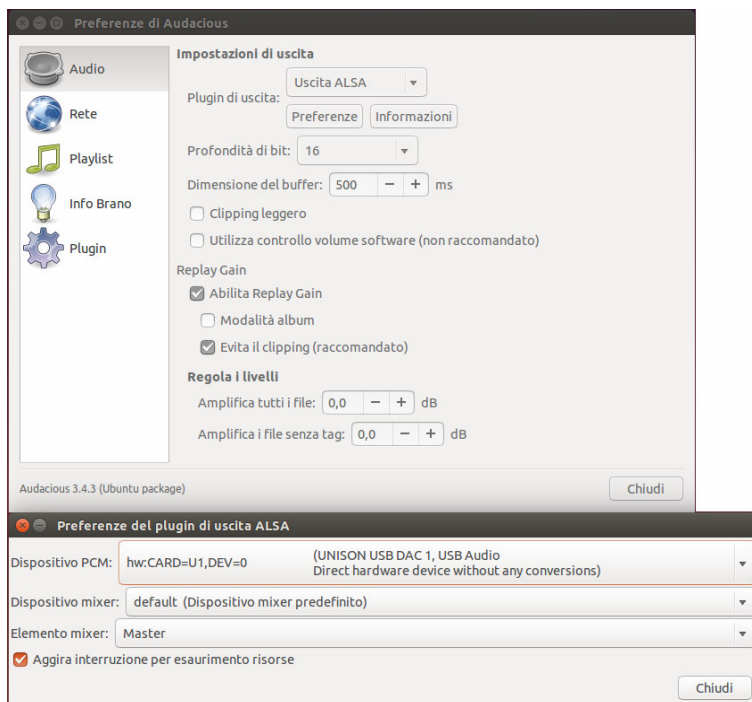 Preferenze di Audacious
Audio
Rete
Playlist
Info Brano
Plugin
Impostazioni di uscita
Plugin di uscita: Uscita ALSA
Preferenze Informazioni
Profondità di bit: 16
Dimensione del buffer: 500 − + ms
Clipping leggero
Utilizza controllo volume software (non raccomandato)
Replay Gain
Abilita Replay Gain
Modalità album
Evita il clipping (raccomandato)
Regola i livelli
Amplifica tutti i file: 0,0 − + dB
Amplifica i file senza tag: 0,0 − + dB
Audacious 3.4.3 (Ubuntu package) Chiudi
Preferenze del plugin di uscita ALSA
Dispositivo PCM: hw:CARD=U1,DEV=0 (UNISON USB DAC 1, USB Audio
Direct hardware device without any conversions)
Dispositivo mixer: default (Dispositivo mixer predefinito)
Elemento mixer: Master
Aggira interruzione per esaurimento risorse
Chiudi